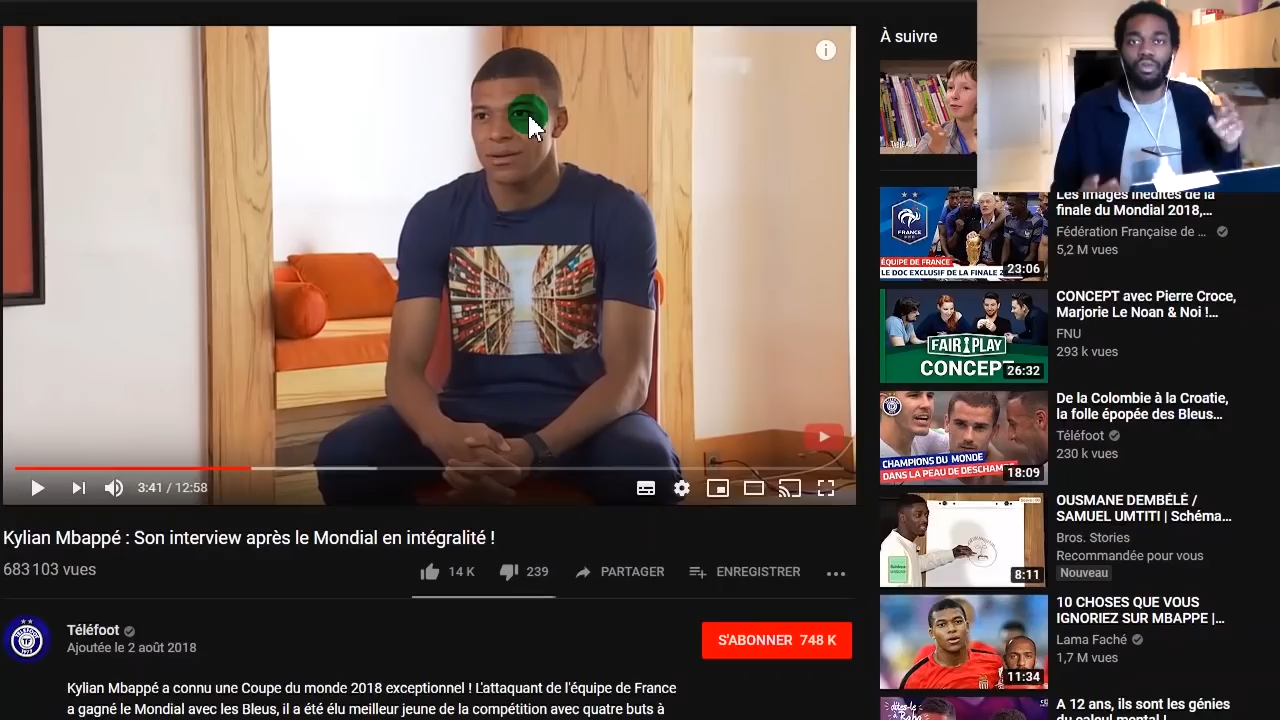 À suivre
3:41 / 12:58
Kylian Mbappé : Son interview après le Mondial en intégralité !
683 103 vues
14 K
239
PARTAGER
ENREGISTRER
Téléfoot
Ajoutée le 2 août 2018
S'ABONNER 748 K
Kylian Mbappé a connu une Coupe du monde 2018 exceptionnel ! L'attaquant de l'équipe de France
a gagné le Mondial avec les Bleus, il a été élu meilleur jeune de la compétition avec quatre buts à
FRANCE
ÉQUIPE DE FRANCE
LE DOC EXCLUSIF DE LA FINALE
23:06
Les images inédites de la
finale du Mondial 2018,...
Fédération Française de ...
5,2 M vues
FAIR PLAY
CONCEPT
26:32
CONCEPT avec Pierre Croce,
Marjorie Le Noan & Noi !...
FNU
293 k vues
CHAMPIONS DU MONDE
DANS LA PEAU DE DESCHAM
18:09
De la Colombie à la Croatie,
la folle épopée des Bleus...
Téléfoot
230 k vues
8:11
OUSMANE DEMBÉLÉ /
SAMUEL UMTITI | Schéma...
Bros. Stories
Recommandée pour vous
Nouveau
11:34
10 CHOSES QUE VOUS
IGNORIEZ SUR MBAPPE |...
Lama Faché
1,7 M vues
A 12 ans, ils sont les génies
du calcul mental !